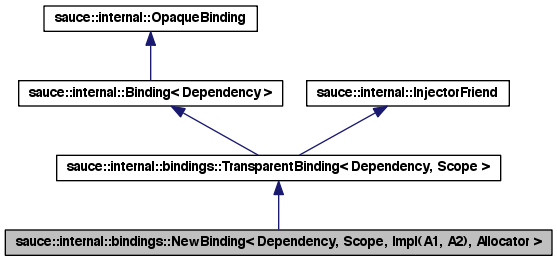 sauce::internal::OpaqueBinding
sauce::internal::Binding< Dependency >
sauce::internal::InjectorFriend
sauce::internal::bindings::TransparentBinding< Dependency, Scope >
sauce::internal::bindings::NewBinding< Dependency, Scope, Impl(A1, A2), Allocator >